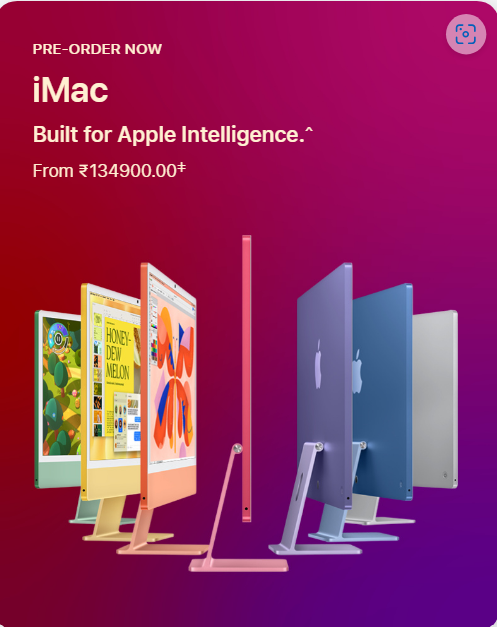 PRE-ORDER NOW
iMac
Built for Apple Intelligence.^
From ₹134900.00‡
HONEY-
DEW
MELON